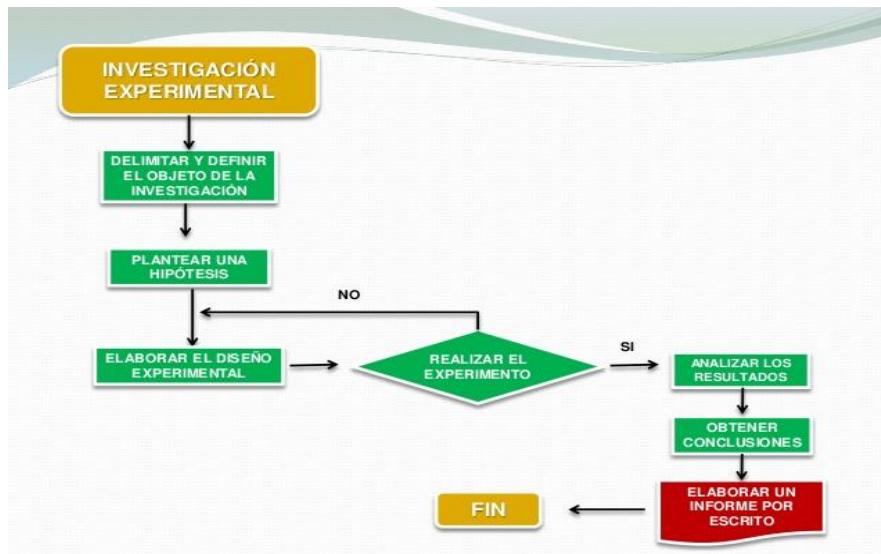 INVESTIGACIÓN
EXPERIMENTAL
DELIMITAR Y DEFINIR
EL OBJETO DE LA
INVESTIGACIÓN
PLANTEAR UNA
HIPÓTESIS
NO
ELABORAR EL DISEÑO
EXPERIMENTAL
REALIZAR EL
EXPERIMENTO
SI
ANALIZAR LOS
RESULTADOS
OBTENER
CONCLUSIONES
ELABORAR UN
INFORME POR
ESCRITO
FIN